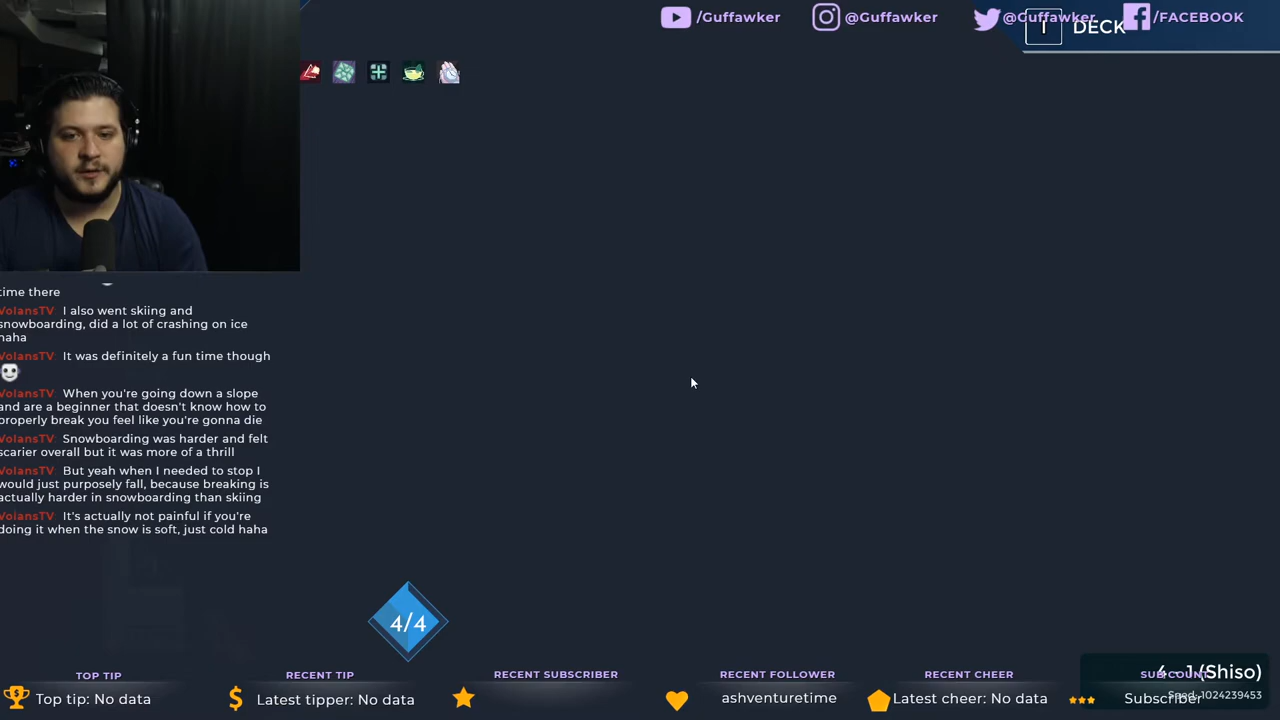 /Guffawker
@Guffawker
@Guffawker
/FACEBOOK
I
DECK
time there
VolansTV I also went skiing and
snowboarding, did a lot of crashing on ice
haha
VolansTV It was definitely a fun time though
VolansTV When you're going down a slope
and are a beginner that doesn't know how to
properly break you feel like you're gonna die
VolansTV Snowboarding was harder and felt
scarier overall but it was more of a thrill
VolansTV But yeah when I needed to stop I
would just purposely fall, because breaking is
actually harder in snowboarding than skiing
VolansTV It's actually not painful if you're
doing it when the snow is soft, just cold haha
4/4
TOP TIP
Top tip: No data
RECENT TIP
Latest tipper: No data
RECENT SUBSCRIBER
RECENT FOLLOWER
ashventuretime
RECENT CHEER
Latest cheer: No data
SUB COUNT
Subscriber
(Shiso)
Seed: 1024239453